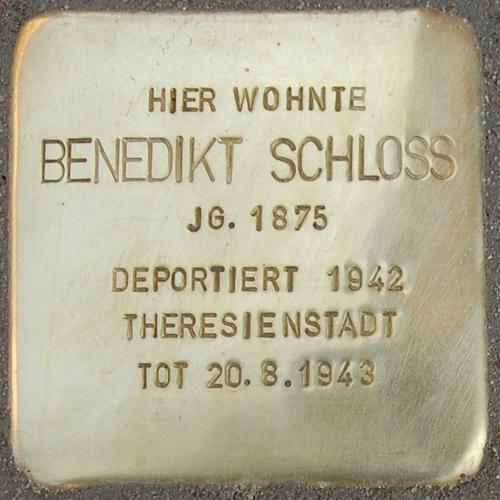 HIER WOHNTE
BENEDIKT SCHLOSS
JG. 1875
DEPORTIERT 1942
THERESIENSTADT
TOT 20.8.1943